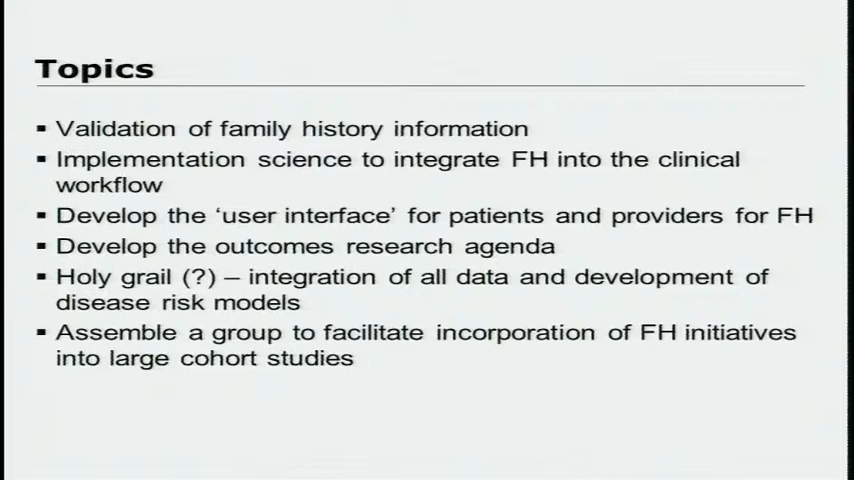 Topics
▪ Validation of family history information
▪ Implementation science to integrate FH into the clinical
workflow
▪ Develop the ‘user interface’ for patients and providers for FH
▪ Develop the outcomes research agenda
▪ Holy grail (?) – integration of all data and development of
disease risk models
▪ Assemble a group to facilitate incorporation of FH initiatives
into large cohort studies